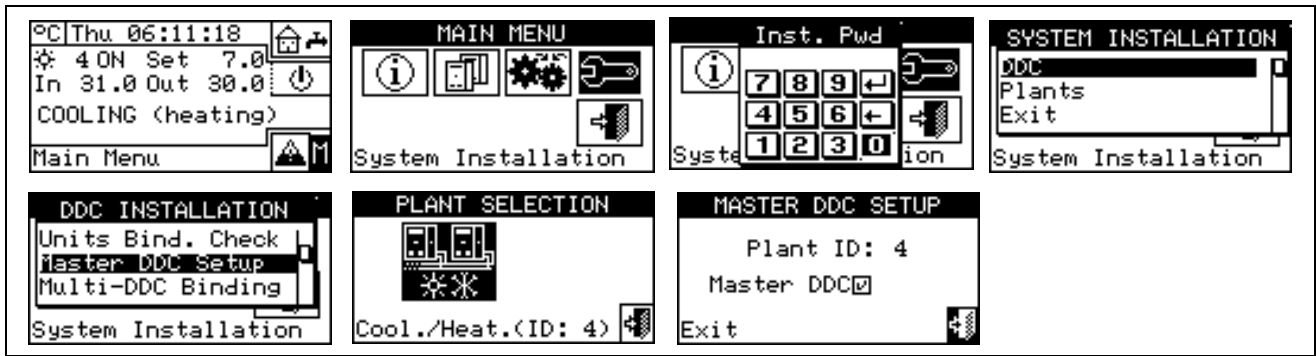 °C Thu 06:11:18
4 ON Set 7.0
In 31.0 Out 30.0
COOLING (heating)
Main Menu M
MAIN MENU
i
System Installation
Inst. Pwd
i
7 8 9 ↵
4 5 6 ←
1 2 3 0
Syste ion
SYSTEM INSTALLATION
DDC
Plants
Exit
System Installation
DDC INSTALLATION
Units Bind. Check
Master DDC Setup
Multi-DDC Binding
System Installation
PLANT SELECTION
Cool./Heat.(ID: 4)
MASTER DDC SETUP
Plant ID: 4
Master DDC☑
Exit